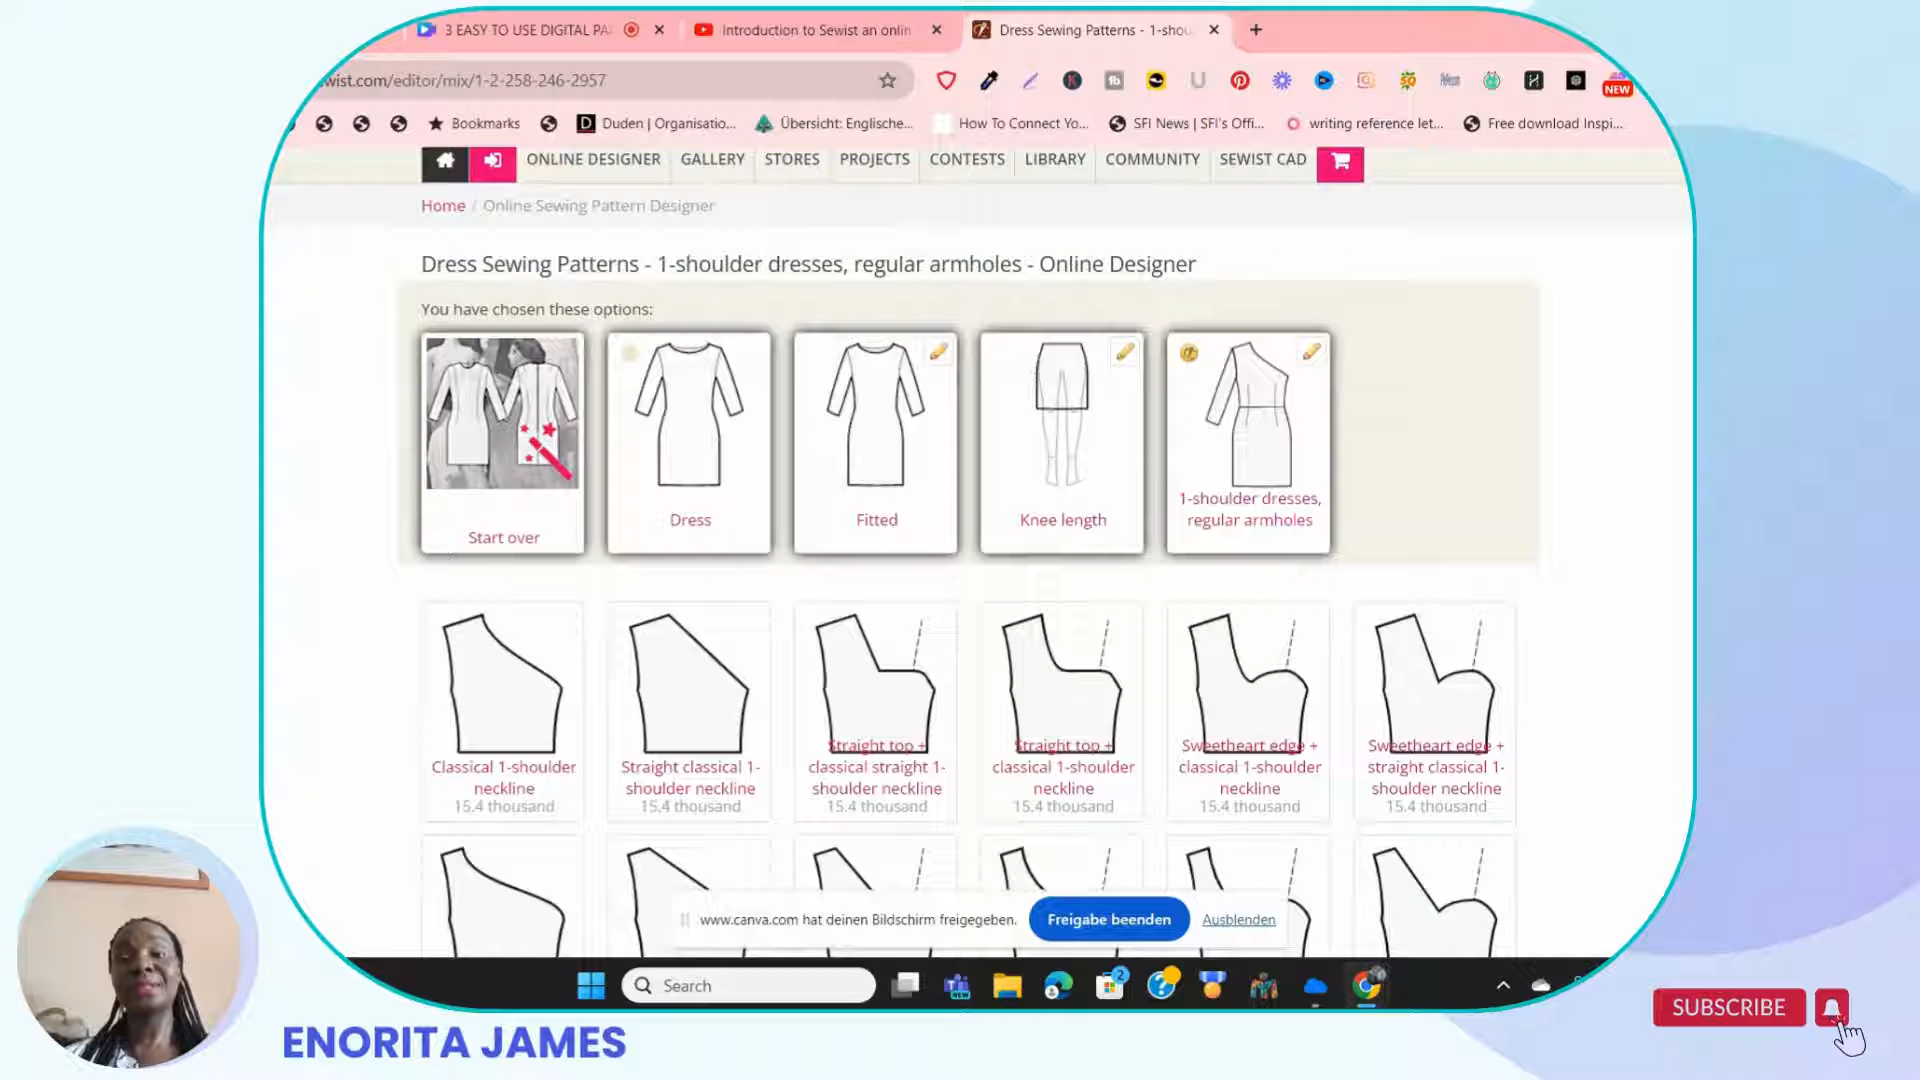 3 EASY TO USE DIGITAL PA
Introduction to Sewist an onlin
Dress Sewing Patterns - 1-shou
wist.com/editor/mix/1-2-258-246-2957
NEW
Bookmarks
Duden | Organisatio...
Übersicht: Englische...
How To Connect Yo...
SFI News | SFI's Offi...
writing reference let...
Free download Inspi...
ONLINE DESIGNER
GALLERY
STORES
PROJECTS
CONTESTS
LIBRARY
COMMUNITY
SEWIST CAD
Home / Online Sewing Pattern Designer
Dress Sewing Patterns - 1-shoulder dresses, regular armholes - Online Designer
You have chosen these options:
Start over
Dress
Fitted
Knee length
1-shoulder dresses,
regular armholes
Classical 1-shoulder
neckline
15.4 thousand
Straight classical 1-
shoulder neckline
15.4 thousand
Straight top +
classical straight 1-
shoulder neckline
15.4 thousand
Straight top +
classical 1-shoulder
neckline
15.4 thousand
Sweetheart edge +
classical 1-shoulder
neckline
15.4 thousand
Sweetheart edge +
straight classical 1-
shoulder neckline
15.4 thousand
www.canva.com hat deinen Bildschirm freigegeben.
Freigabe beenden
Ausblenden
Search
NEW
2
ENORITA JAMES
SUBSCRIBE